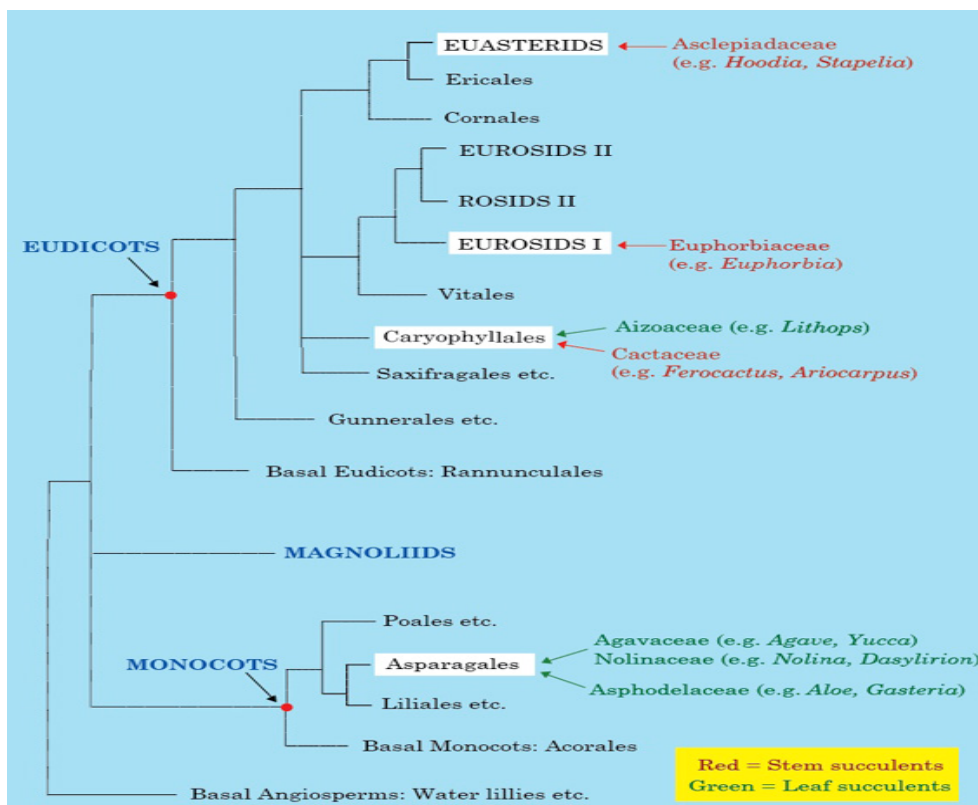 EUASTERIDS
Asclepiadaceae
(e.g. Hoodia, Stapelia)
Ericales
Cornales
EUROSIDS II
ROSIDS II
EUDICOTS
EUROSIDS I
Euphorbiaceae
(e.g. Euphorbia)
Vitales
Aizoaceae (e.g. Lithops)
Caryophyllales
Cactaceae
(e.g. Ferocactus, Ariocarpus)
Saxifragales etc.
Gunnerales etc.
Basal Eudicots: Rannunculales
MAGNOLIIDS
Poales etc.
Agavaceae (e.g. Agave, Yucca)
MONOCOTS
Asparagales
Nolinaceae (e.g. Nolina, Dasylirion)
Asphodelaceae (e.g. Aloe, Gasteria)
Liliales etc.
Basal Monocots: Acorales
Red = Stem succulents
Green = Leaf succulents
Basal Angiosperms: Water lillies etc.